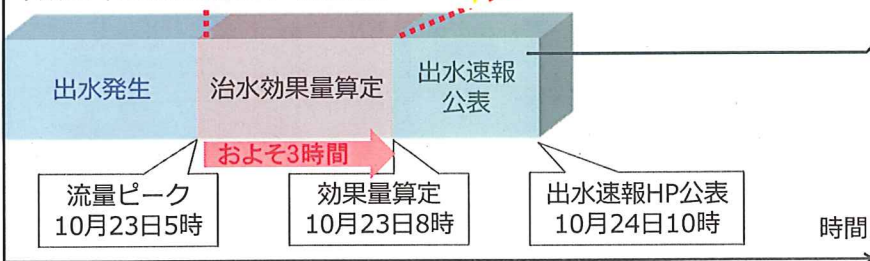 出水発生
治水効果量算定
出水速報
公表
およそ3時間
流量ピーク
10月23日5時
効果量算定
10月23日8時
出水速報HP公表
10月24日10時
時間